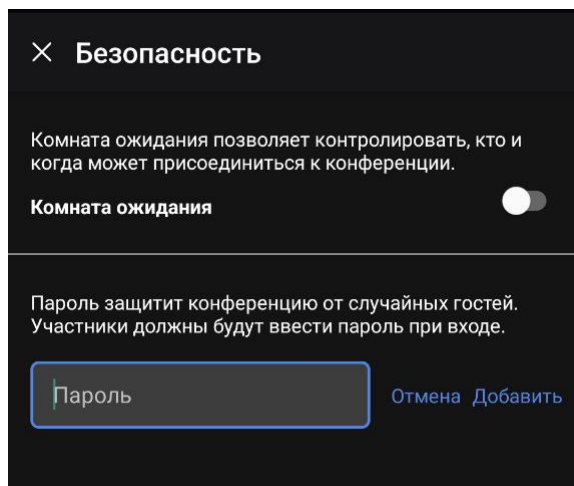 Безопасность
Комната ожидания позволяет контролировать, кто и
когда может присоединиться к конференции.
Комната ожидания
Пароль защитит конференцию от случайных гостей.
Участники должны будут ввести пароль при входе.
Пароль Отмена Добавить